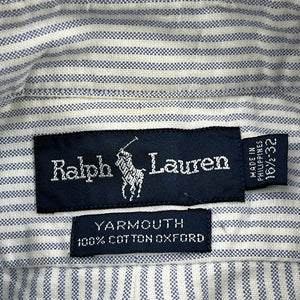 Ralph Lauren
MADE IN
PHILIPPINES
16½-32
YARMOUTH
100% COTTON OXFORD